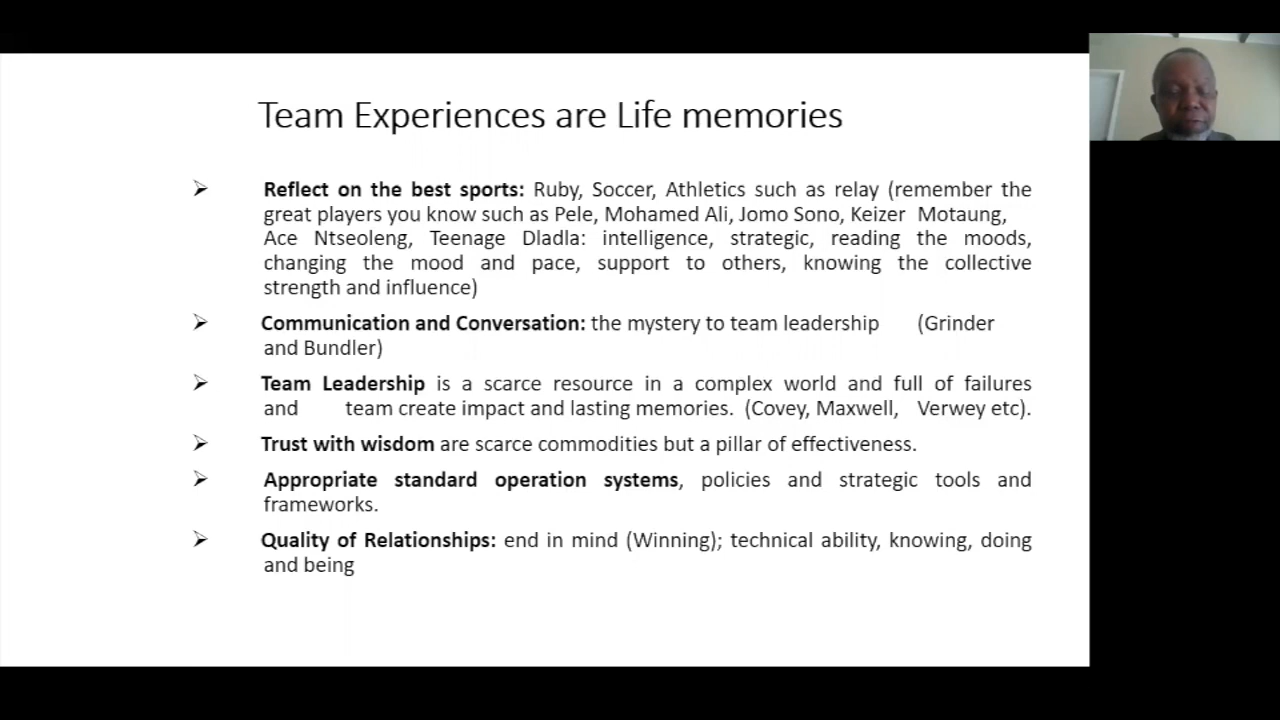 Team Experiences are Life memories
Reflect on the best sports: Ruby, Soccer, Athletics such as relay (remember the
great players you know such as Pele, Mohamed Ali, Jomo Sono, Keizer Motaung,
Ace Ntseoleng, Teenage Dladla: intelligence, strategic, reading the moods,
changing the mood and pace, support to others, knowing the collective
strength and influence)
Communication and Conversation: the mystery to team leadership (Grinder
and Bundler)
Team Leadership is a scarce resource in a complex world and full of failures
and team create impact and lasting memories. (Covey, Maxwell, Verwey etc).
Trust with wisdom are scarce commodities but a pillar of effectiveness.
Appropriate standard operation systems, policies and strategic tools and
frameworks.
Quality of Relationships: end in mind (Winning); technical ability, knowing, doing
and being